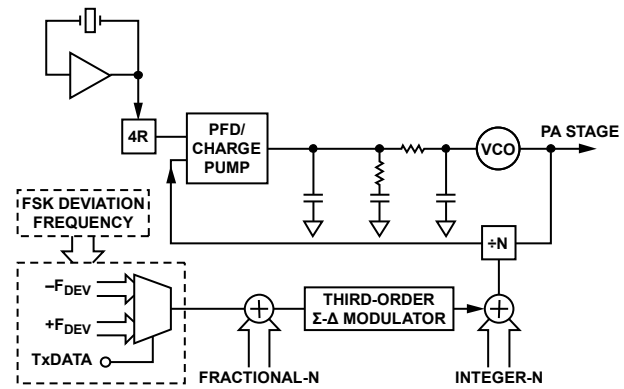 4R
PFD/
CHARGE
PUMP
VCO
PA STAGE
FSK DEVIATION
FREQUENCY
÷N
–FDEV
+FDEV
TxDATA
THIRD-ORDER
Σ-Δ MODULATOR
FRACTIONAL-N
INTEGER-N